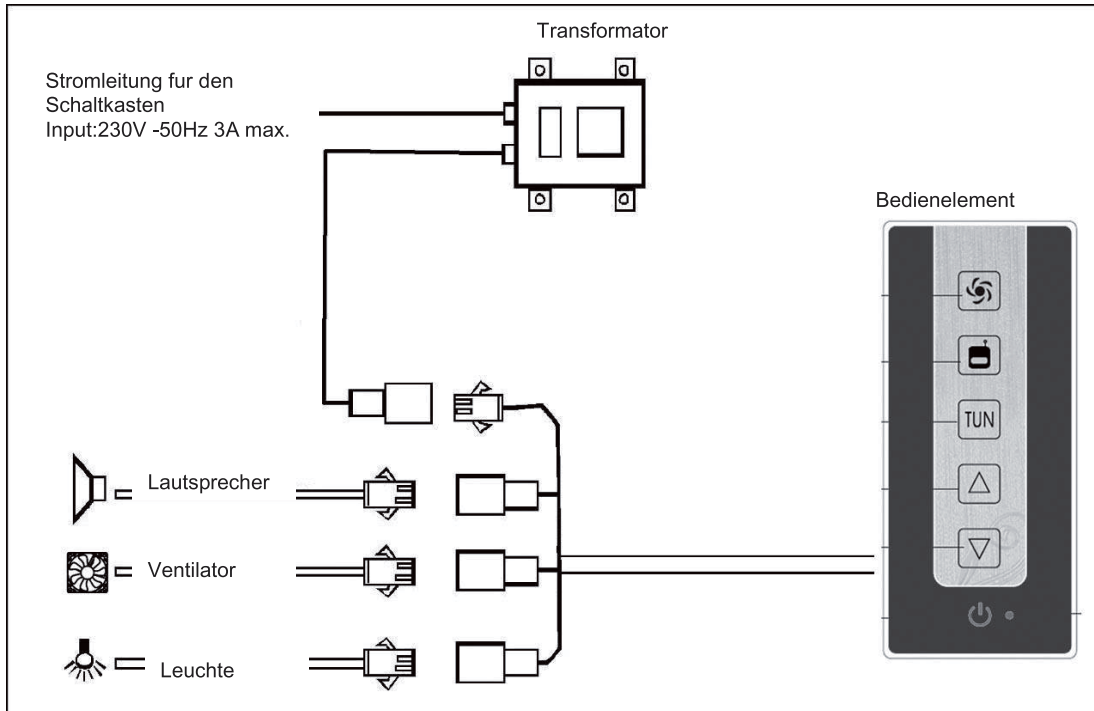 Transformator
Stromleitung fur den
Schaltkasten
Input:230V -50Hz 3A max.
Bedienelement
TUN
Lautsprecher
Ventilator
Leuchte